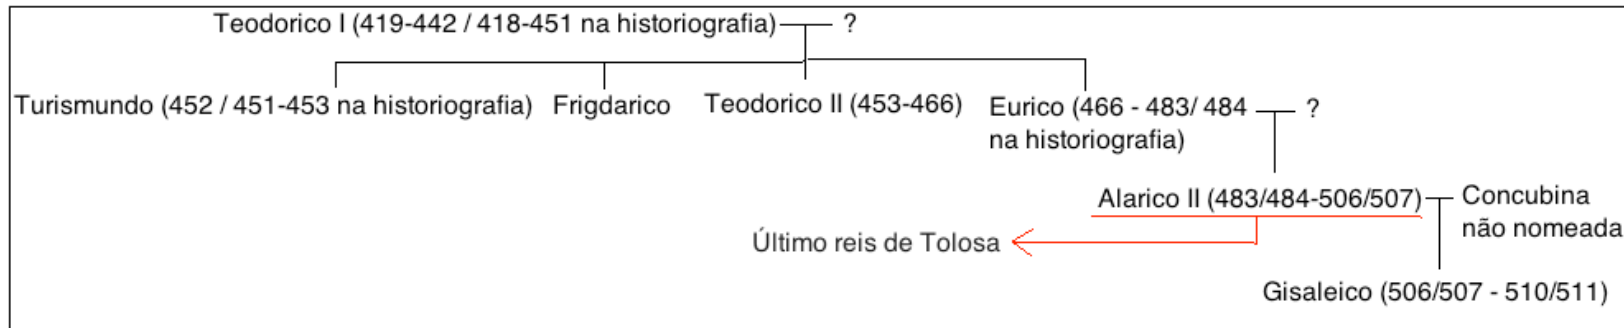 Teodorico I (419-442 / 418-451 na historiografia) ?
Turismundo (452 / 451-453 na historiografia) Frigdarico Teodorico II (453-466) Eurico (466 - 483/ 484 ?
na historiografia)
Alarico II (483/484-506/507) Concubina
não nomeada
Último reis de Tolosa
Gisaleico (506/507 - 510/511)